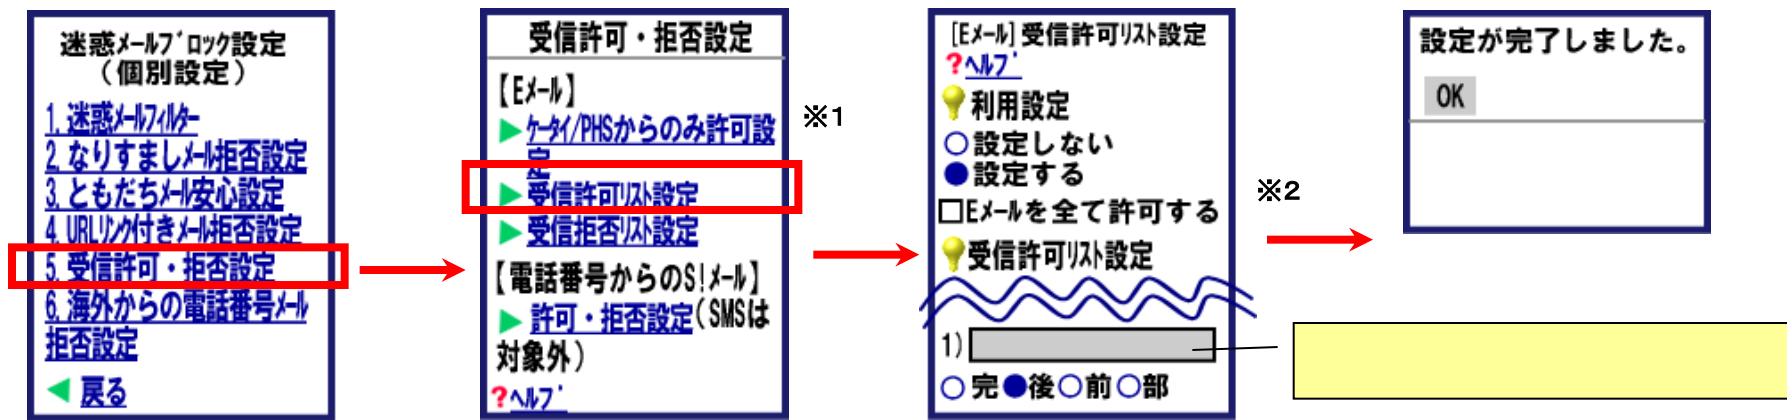 迷惑ﾒｰﾙﾌﾞﾛｯｸ設定
（個別設定）
1. 迷惑ﾒｰﾙﾌｨﾙﾀｰ
2. なりすましﾒｰﾙ拒否設定
3. ともだちﾒｰﾙ安心設定
4. URLﾘﾝｸ付きﾒｰﾙ拒否設定
5. 受信許可・拒否設定
6. 海外からの電話番号ﾒｰﾙ
拒否設定
戻る
受信許可・拒否設定
【Eﾒｰﾙ】
ｹｰﾀｲ/PHSからのみ許可設
定
受信許可ﾘｽﾄ設定
受信拒否ﾘｽﾄ設定
【電話番号からのS!ﾒｰﾙ】
許可・拒否設定(SMSは
対象外）
?ﾍﾙﾌﾟ
※1
[Eﾒｰﾙ] 受信許可ﾘｽﾄ設定
?ﾍﾙﾌﾟ
利用設定
設定しない
設定する
Eﾒｰﾙを全て許可する
受信許可ﾘｽﾄ設定
1)
完 後 前 部
※2
設定が完了しました。
OK